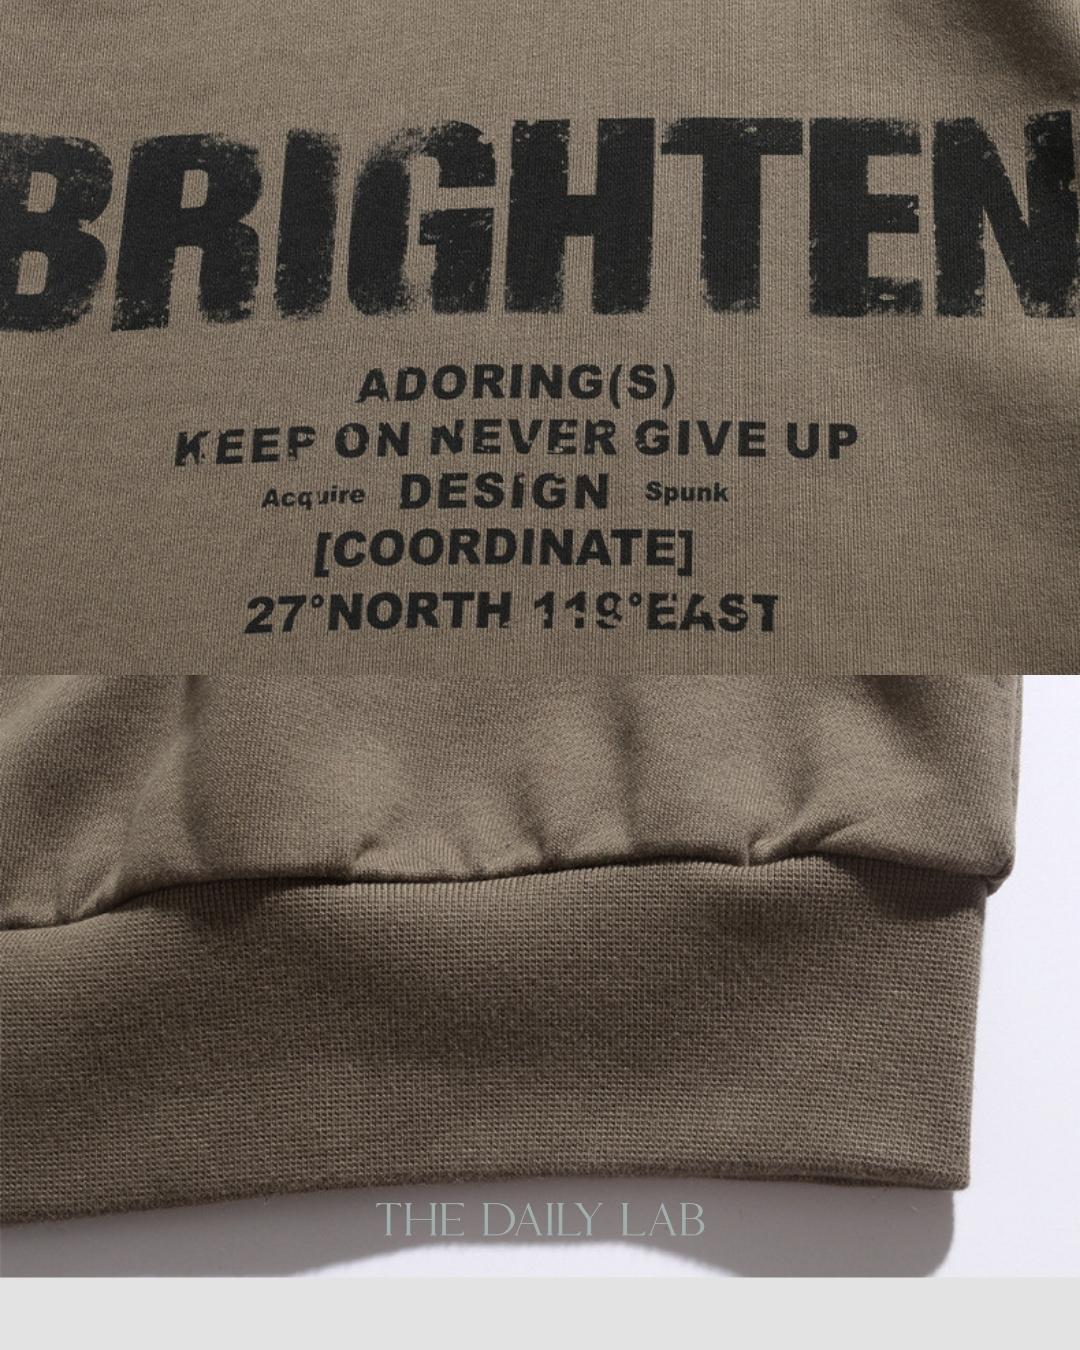 BRIGHTEN
ADORING(S)
KEEP ON NEVER GIVE UP
Acquire DESIGN Spunk
[COORDINATE]
27°NORTH 119°EAST
THE DAILY LAB